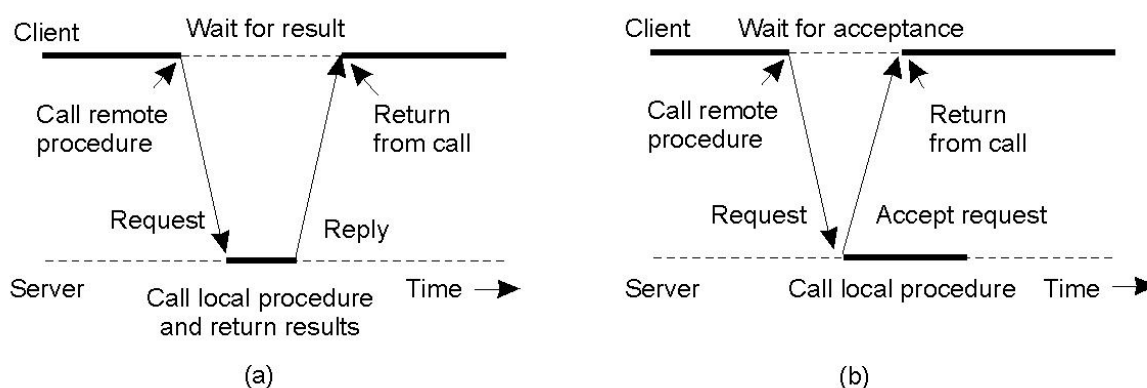 Client
Wait for result
Call remote
procedure
Return
from call
Request
Reply
Server
Call local procedure
and return results
Time
(a)
Client
Wait for acceptance
Call remote
procedure
Return
from call
Request
Accept request
Server
Call local procedure
Time
(b)